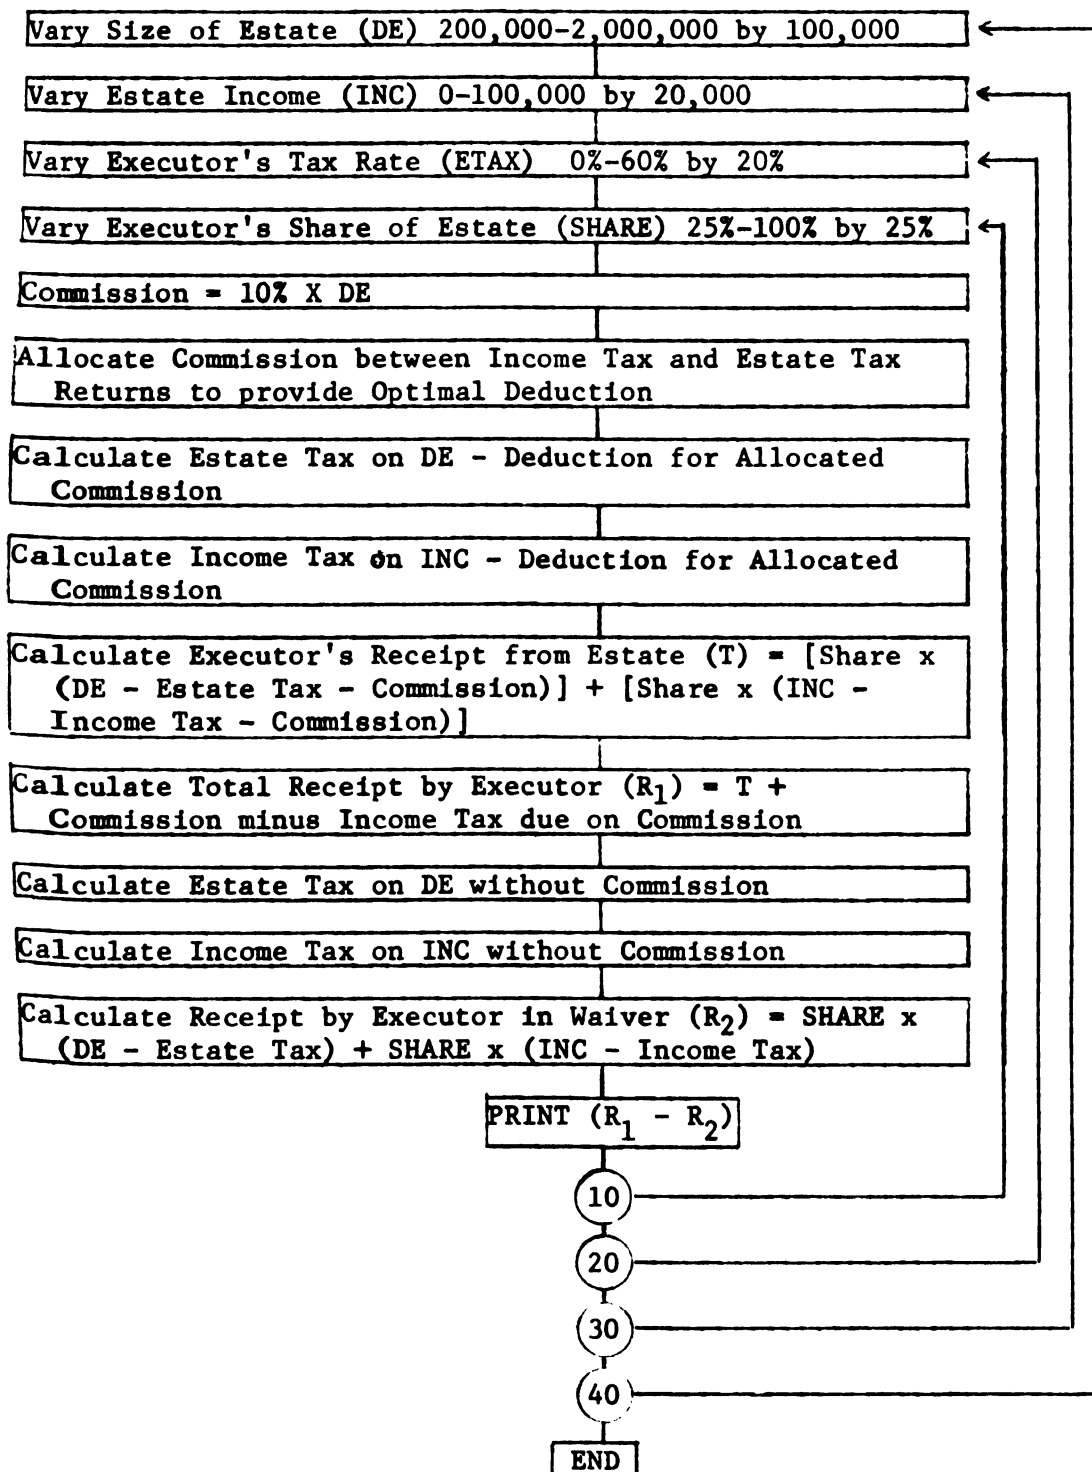 Vary Size of Estate (DE) 200,000-2,000,000 by 100,000
Vary Estate Income (INC) 0-100,000 by 20,000
Vary Executor's Tax Rate (ETAX) 0%-60% by 20%
Vary Executor's Share of Estate (SHARE) 25%-100% by 25%
Commission = 10% X DE
Allocate Commission between Income Tax and Estate Tax
Returns to provide Optimal Deduction
Calculate Estate Tax on DE - Deduction for Allocated
Commission
Calculate Income Tax on INC - Deduction for Allocated
Commission
Calculate Executor's Receipt from Estate (T) = [Share x
(DE - Estate Tax - Commission)] + [Share x (INC -
Income Tax - Commission)]
Calculate Total Receipt by Executor (R1) = T +
Commission minus Income Tax due on Commission
Calculate Estate Tax on DE without Commission
Calculate Income Tax on INC without Commission
Calculate Receipt by Executor in Waiver (R2) = SHARE x
(DE - Estate Tax) + SHARE x (INC - Income Tax)
PRINT (R1 - R2)
10
20
30
40
END